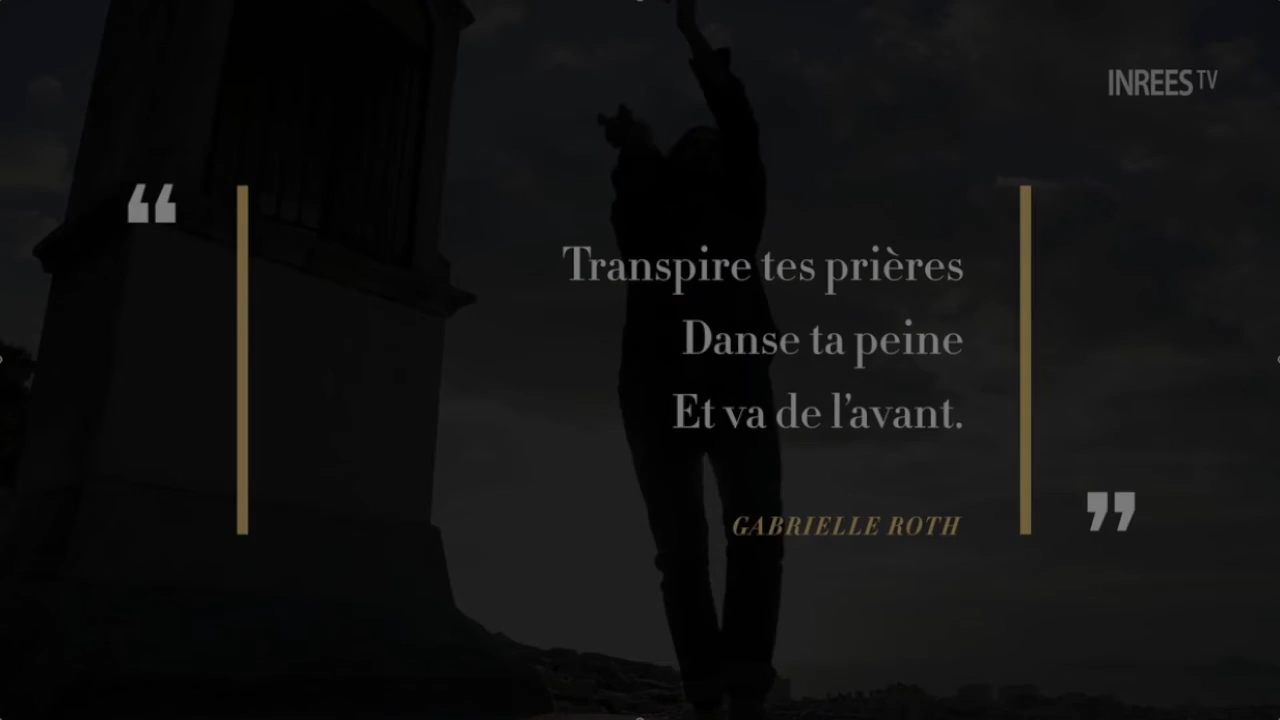 INREES TV
“
Transpire tes prières
Danse ta peine
Et va de l’avant.
GABRIELLE ROTH
”